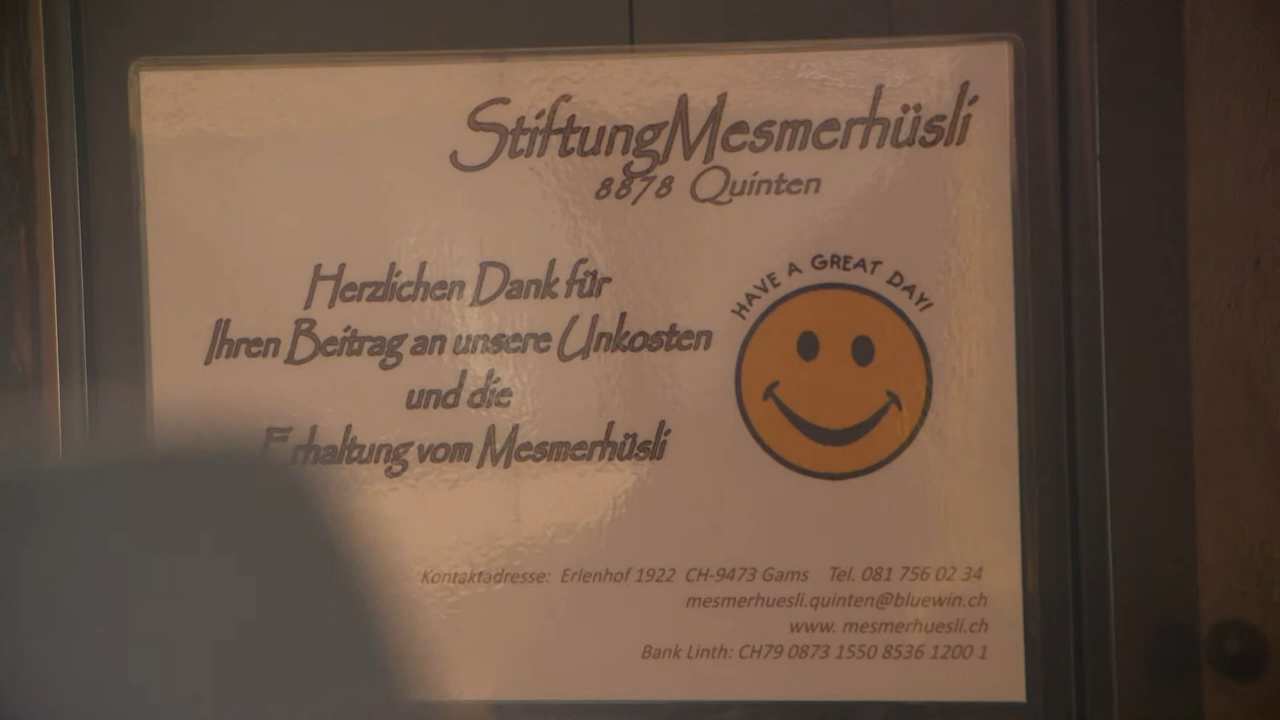 Stiftung Mesmerhüsli
8878 Quinten
Herzlichen Dank für
Ihren Beitrag an unsere Unkosten
und die
Erhaltung vom Mesmerhüsli
HAVE A GREAT DAY!
Kontaktadresse: Erlenhof 1922 CH-9473 Gams Tel. 081 756 02 34
mesmerhuesli.quinten@bluewin.ch
www. mesmerhuesli.ch
Bank Linth: CH79 0873 1550 8536 1200 1